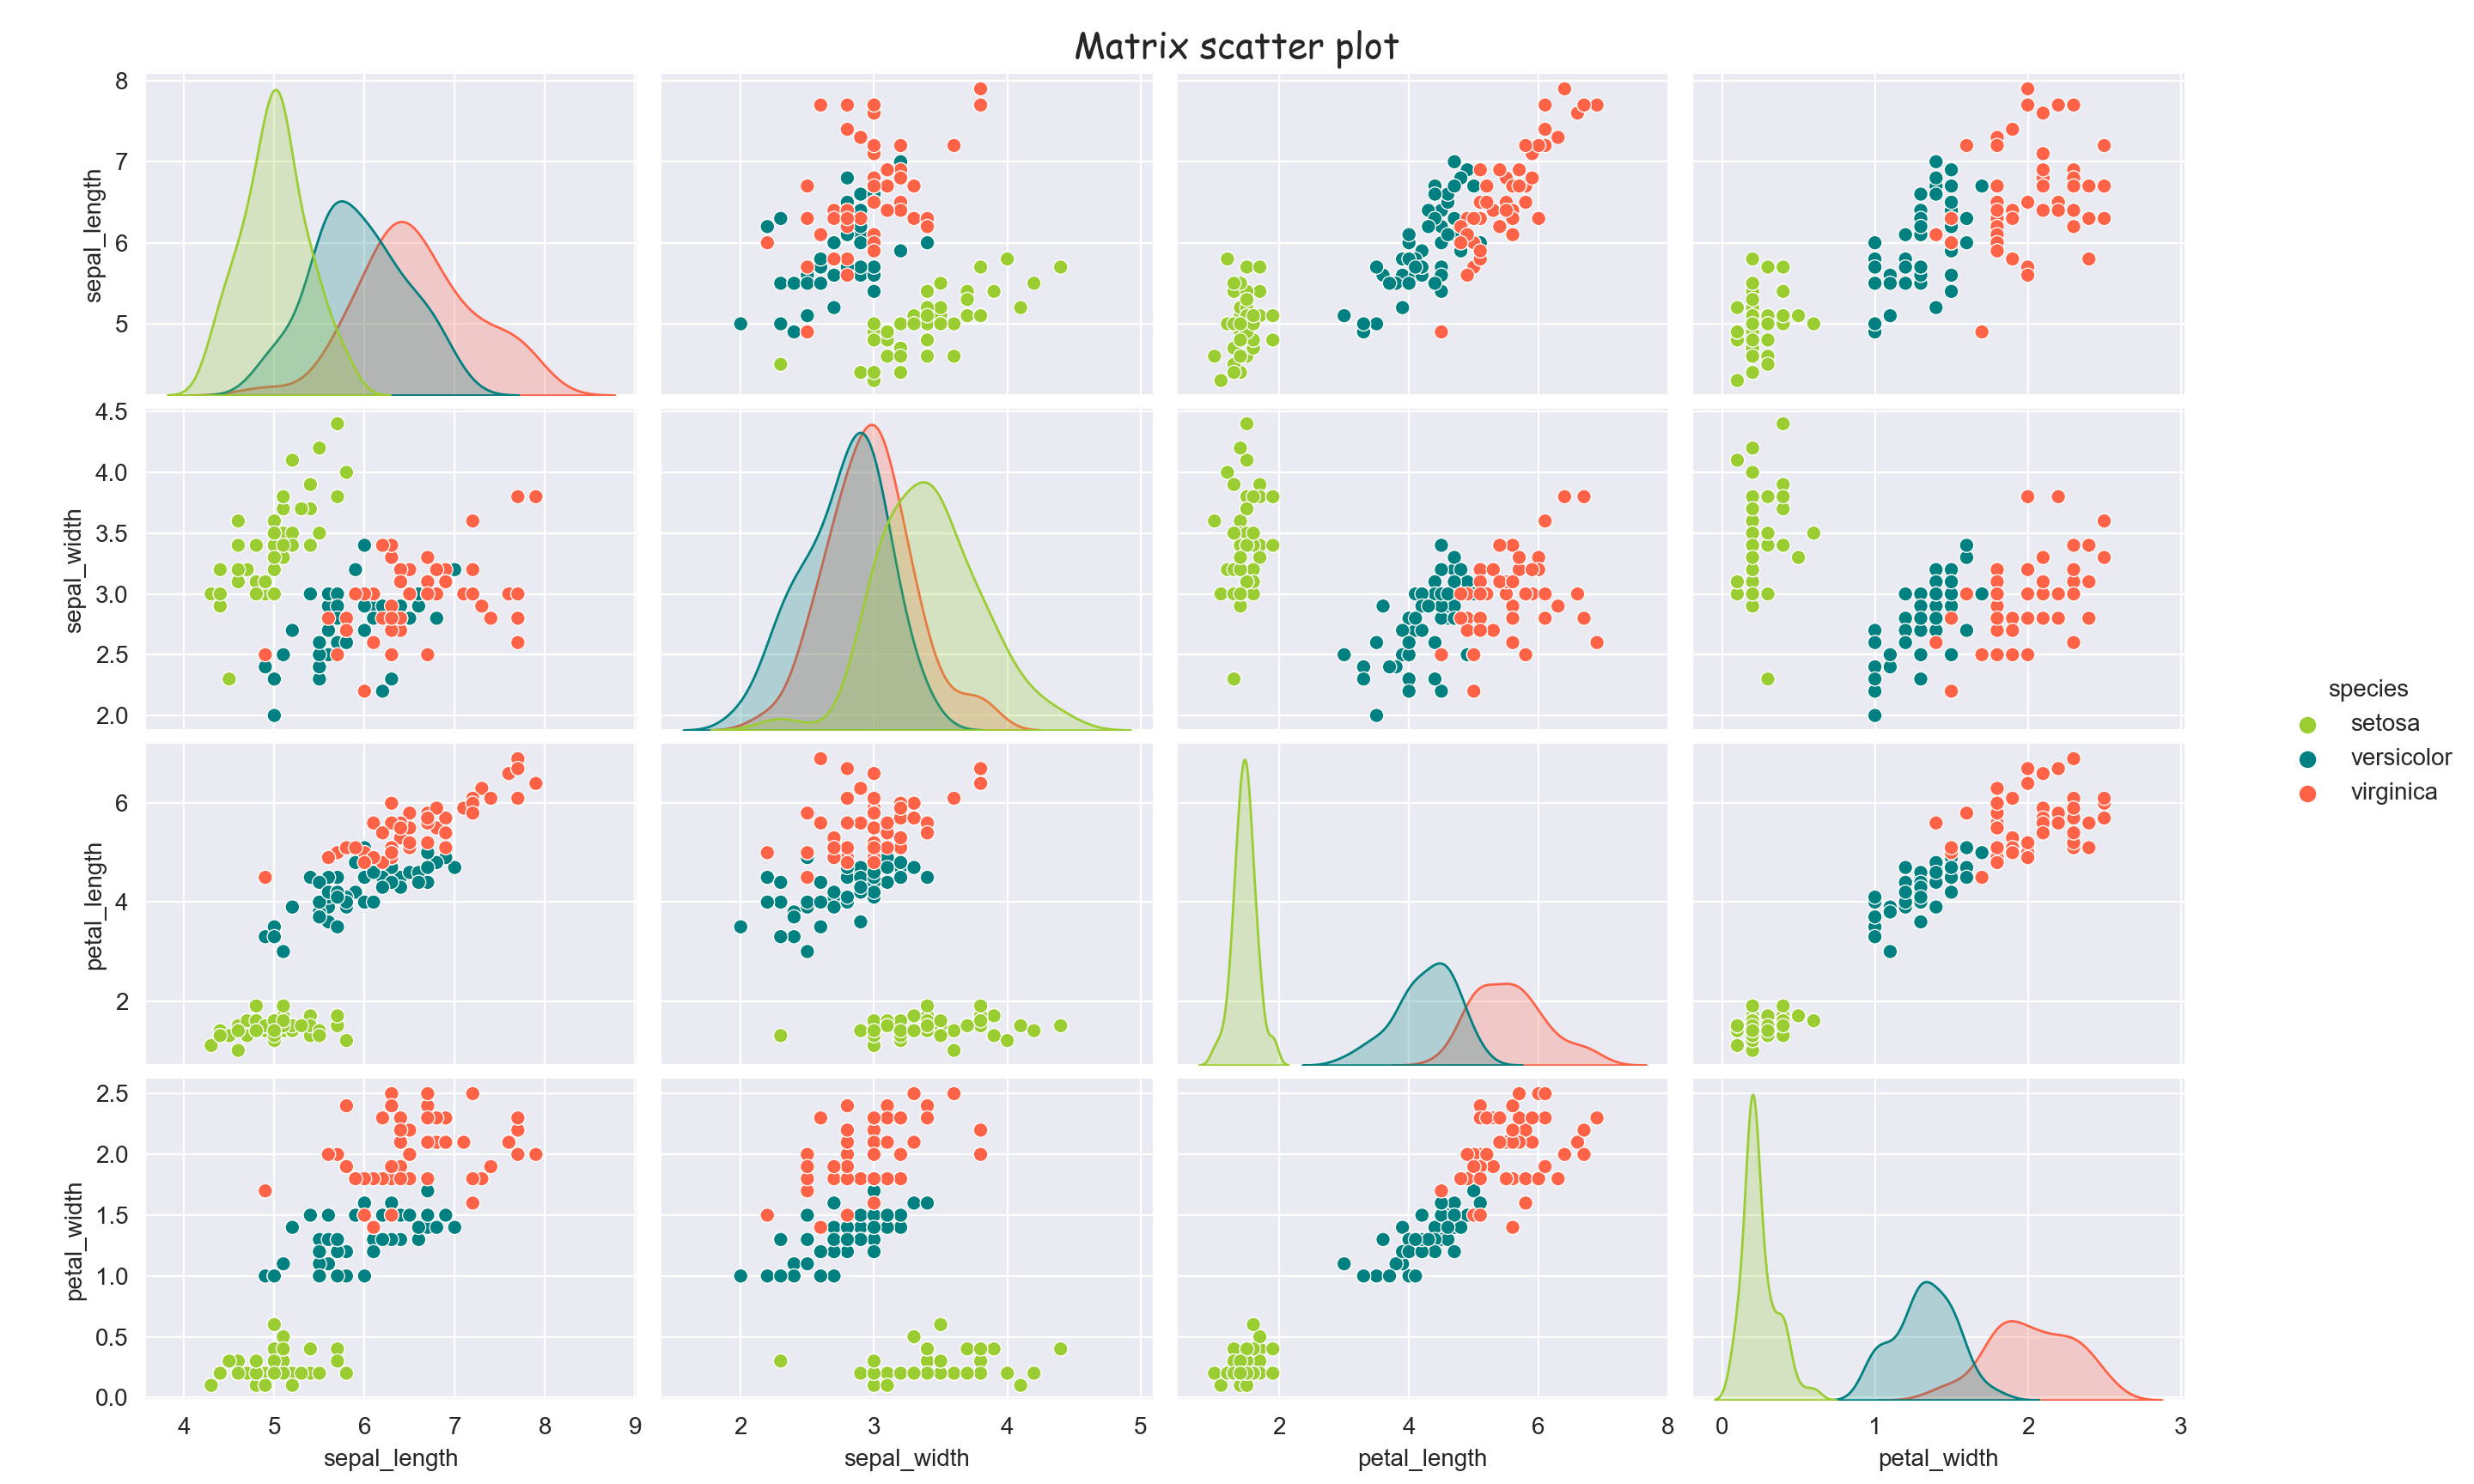 Matrix scatter plot
8
7
6
5
sepal_length
4.5
4.0
3.5
3.0
2.5
2.0
sepal_width
6
4
2
petal_length
2.5
2.0
1.5
1.0
0.5
0.0
petal_width
4 5 6 7 8 9
sepal_length
2 3 4 5
sepal_width
2 4 6 8
petal_length
0 1 2 3
petal_width
species
setosa
versicolor
virginica